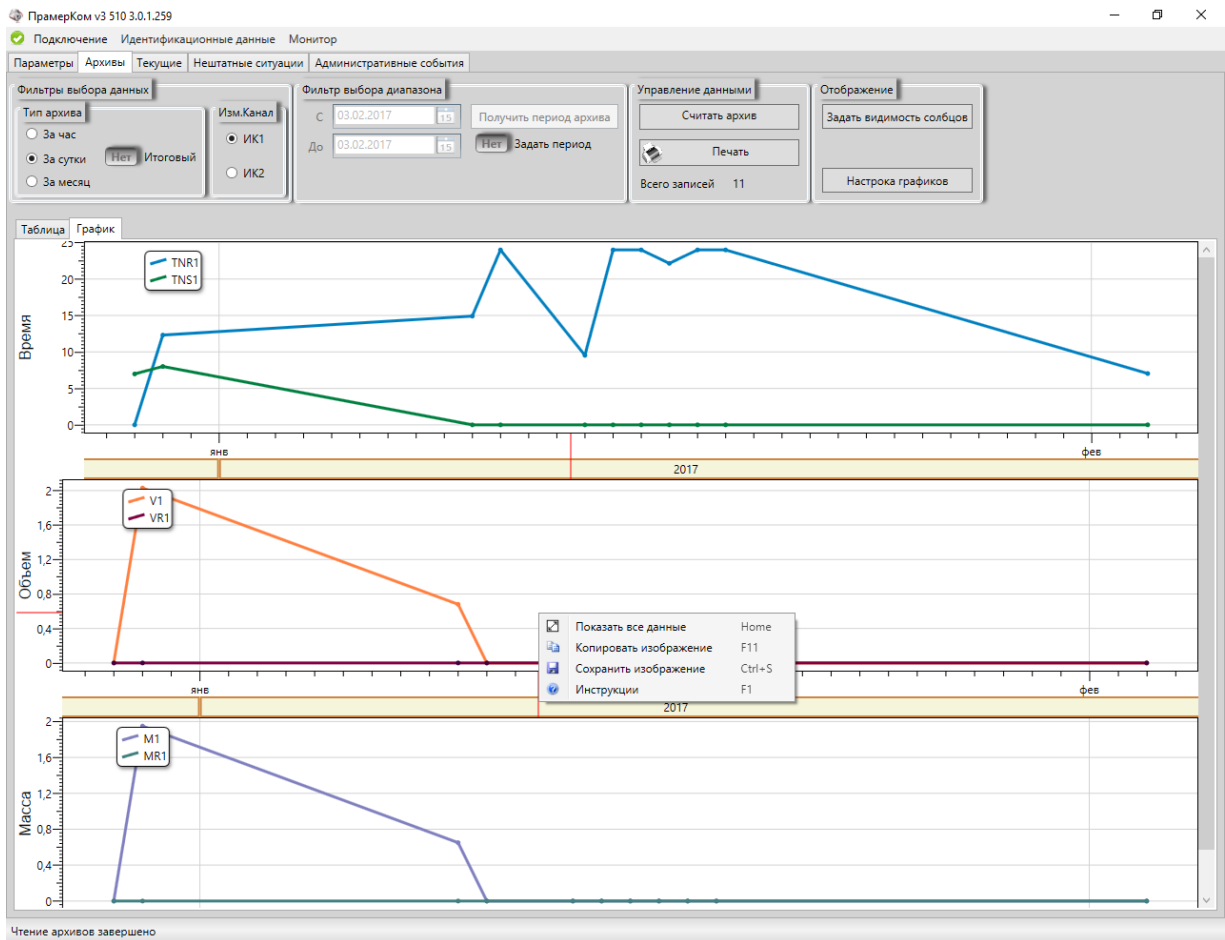 ПрамерКом v3 510 3.0.1.259
Подключение Идентификационные данные Монитор
Параметры Архивы Текущие Нештатные ситуации Административные события
Фильтры выбора данных Фильтр выбора диапазона Управление данными Отображение
Тип архива Изм.Канал
За час
За сутки
За месяц
Нет Итоговый
ИК1
ИК2
С 03.02.2017 15 Получить период архива
До 03.02.2017 15 Нет Задать период
Считать архив
Печать
Всего записей 11
Задать видимость солбцов
Настрока графиков
Таблица График
Время
25
20
15
10
5
0
TNR1
TNS1
янв фев
2017
Объем
2
1,6
1,2
0,8
0,4
0
V1
VR1
Показать все данные Home
Копировать изображение F11
Сохранить изображение Ctrl+S
Инструкции F1
янв фев
2017
Масса
2
1,6
1,2
0,8
0,4
0
M1
MR1
Чтение архивов завершено